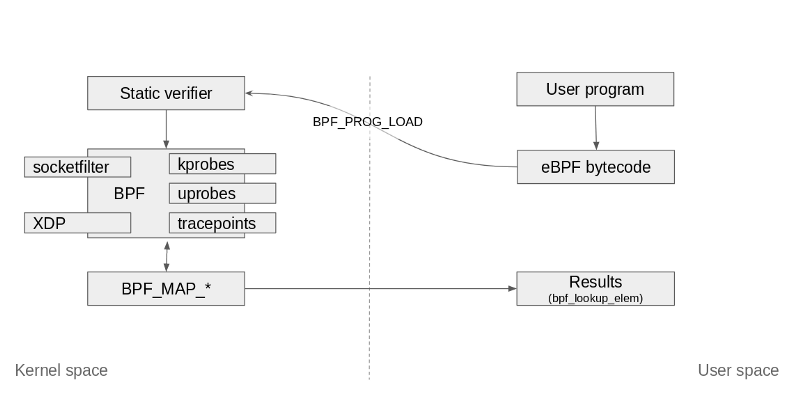 Static verifier
User program
BPF_PROG_LOAD
socketfilter
kprobes
eBPF bytecode
BPF
uprobes
XDP
tracepoints
BPF_MAP_*
Results
(bpf_lookup_elem)
Kernel space
User space